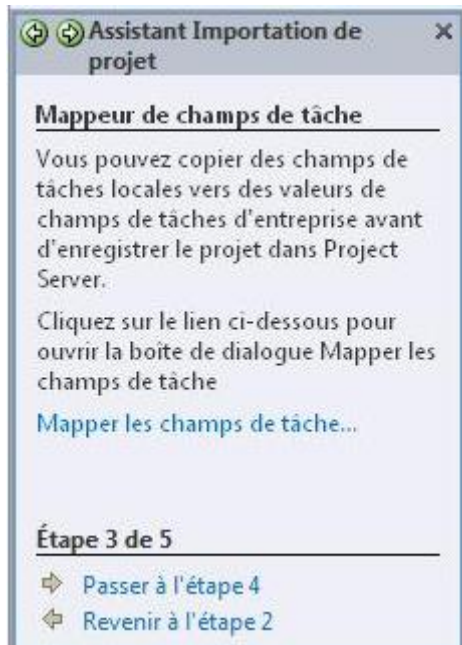 Assistant Importation de
projet
Mappeur de champs de tâche
Vous pouvez copier des champs de
tâches locales vers des valeurs de
champs de tâches d'entreprise avant
d'enregistrer le projet dans Project
Server.
Cliquez sur le lien ci-dessous pour
ouvrir la boîte de dialogue Mapper les
champs de tâche
Mapper les champs de tâche...
Étape 3 de 5
Passer à l'étape 4
Revenir à l'étape 2